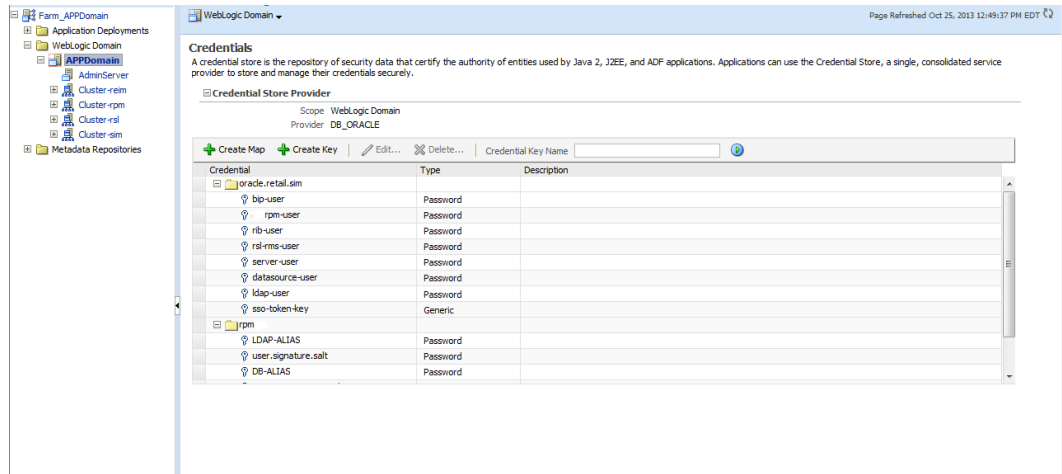 Farm_APPDomain
Application Deployments
WebLogic Domain
APPDomain
AdminServer
Cluster-reim
Cluster-rpm
Cluster-rsl
Cluster-sim
Metadata Repositories
WebLogic Domain
Page Refreshed Oct 25, 2013 12:49:37 PM EDT
Credentials
A credential store is the repository of security data that certify the authority of entities used by Java 2, J2EE, and ADF applications. Applications can use the Credential Store, a single, consolidated service
provider to store and manage their credentials securely.
Credential Store Provider
Scope WebLogic Domain
Provider DB_ORACLE
Create Map Create Key Edit... Delete... Credential Key Name
Credential Type Description
oracle.retail.sim
bip-user Password
rpm-user Password
rib-user Password
rsl-rms-user Password
server-user Password
datasource-user Password
ldap-user Password
sso-token-key Generic
rpm
LDAP-ALIAS Password
user.signature.salt Password
DB-ALIAS Password